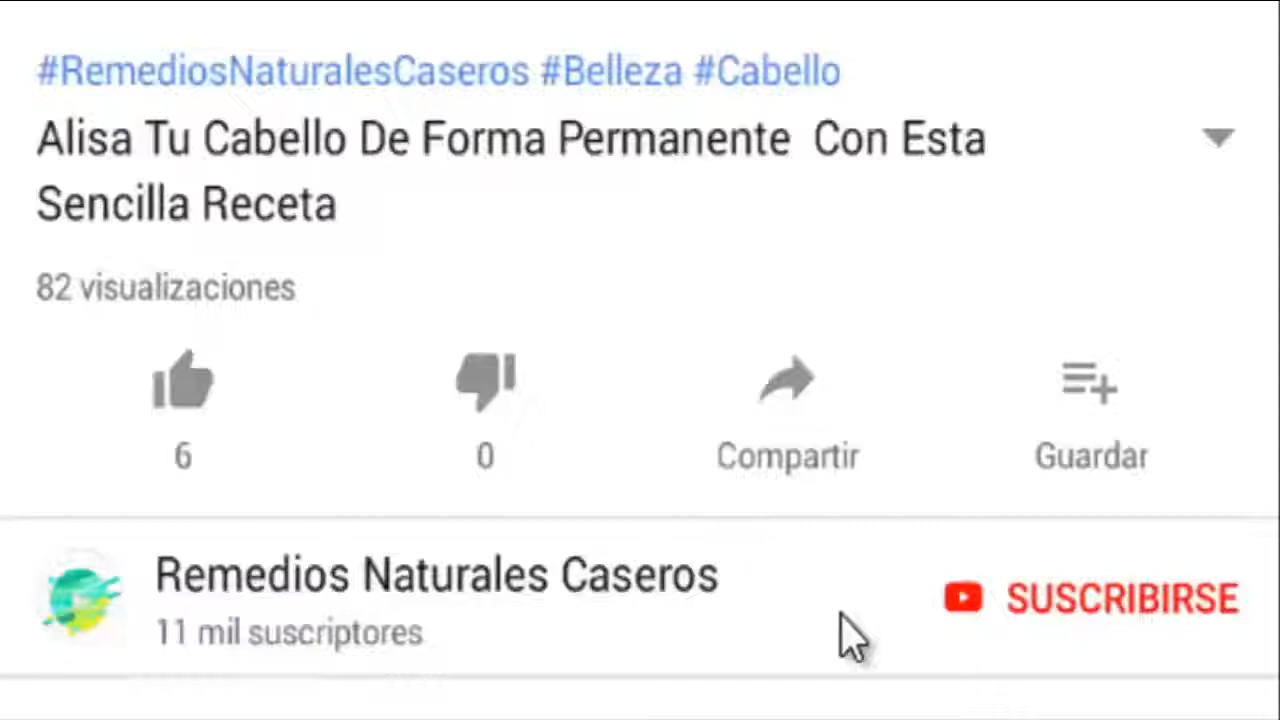 #RemediosNaturalesCaseros #Belleza #Cabello
Alisa Tu Cabello De Forma Permanente Con Esta
Sencilla Receta
82 visualizaciones
6 0 Compartir Guardar
Remedios Naturales Caseros
SUSCRIBIRSE
11 mil suscriptores